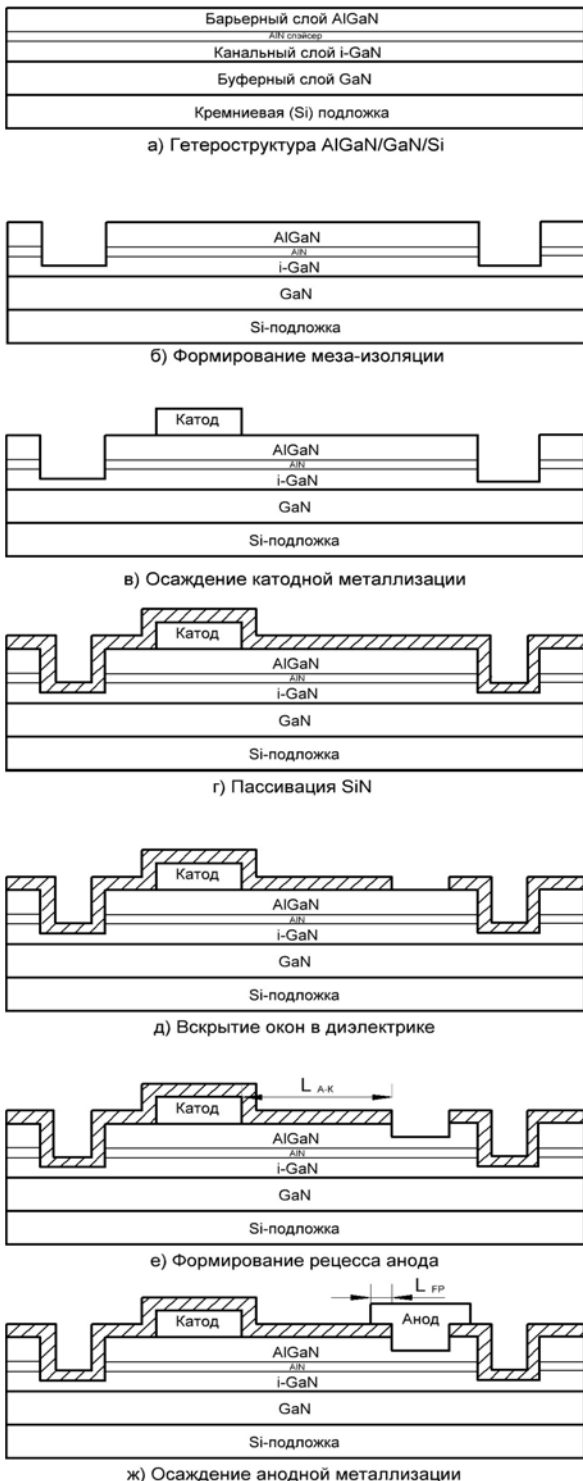 Барьерный слой AlGaN
AlN спэйсер
Канальный слой i-GaN
Буферный слой GaN
Кремниевая (Si) подложка
а) Гетероструктура AlGaN/GaN/Si
AlGaN
AlN
i-GaN
GaN
Si-подложка
б) Формирование меза-изоляции
Катод
AlGaN
AlN
i-GaN
GaN
Si-подложка
в) Осаждение катодной металлизации
Катод
AlGaN
AlN
i-GaN
GaN
Si-подложка
г) Пассивация SiN
Катод
AlGaN
AlN
i-GaN
GaN
Si-подложка
д) Вскрытие окон в диэлектрике
L А-К
Катод
AlGaN
AlN
i-GaN
GaN
Si-подложка
е) Формирование рецесса анода
L FP
Катод Анод
AlGaN
AlN
i-GaN
GaN
Si-подложка
ж) Осаждение анодной металлизации